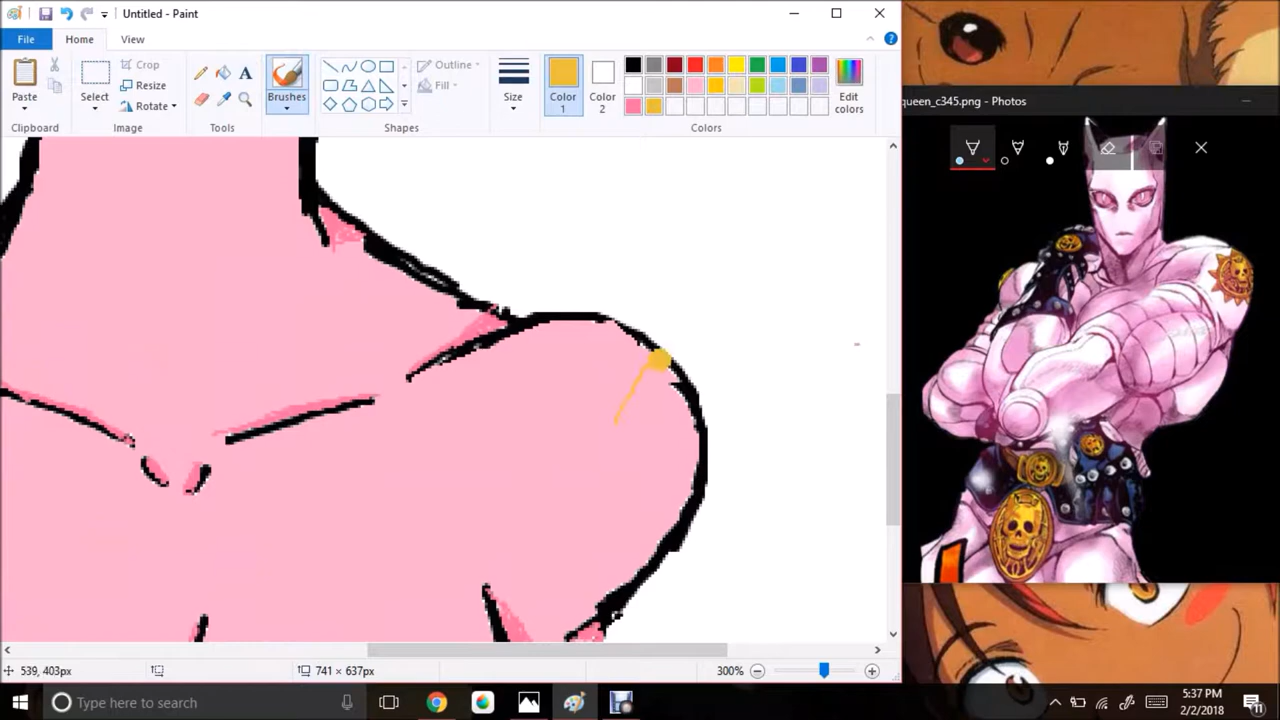 Untitled - Paint
File
Home
View
Paste
Select
Crop
Resize
Rotate
A
Brushes
Outline
Fill
Size
Color
1
Color
2
Edit
colors
Clipboard
Image
Tools
Shapes
Colors
queen_c345.png - Photos
539, 403px
741 × 637px
300%
Type here to search
5:37 PM
2/2/2018
11